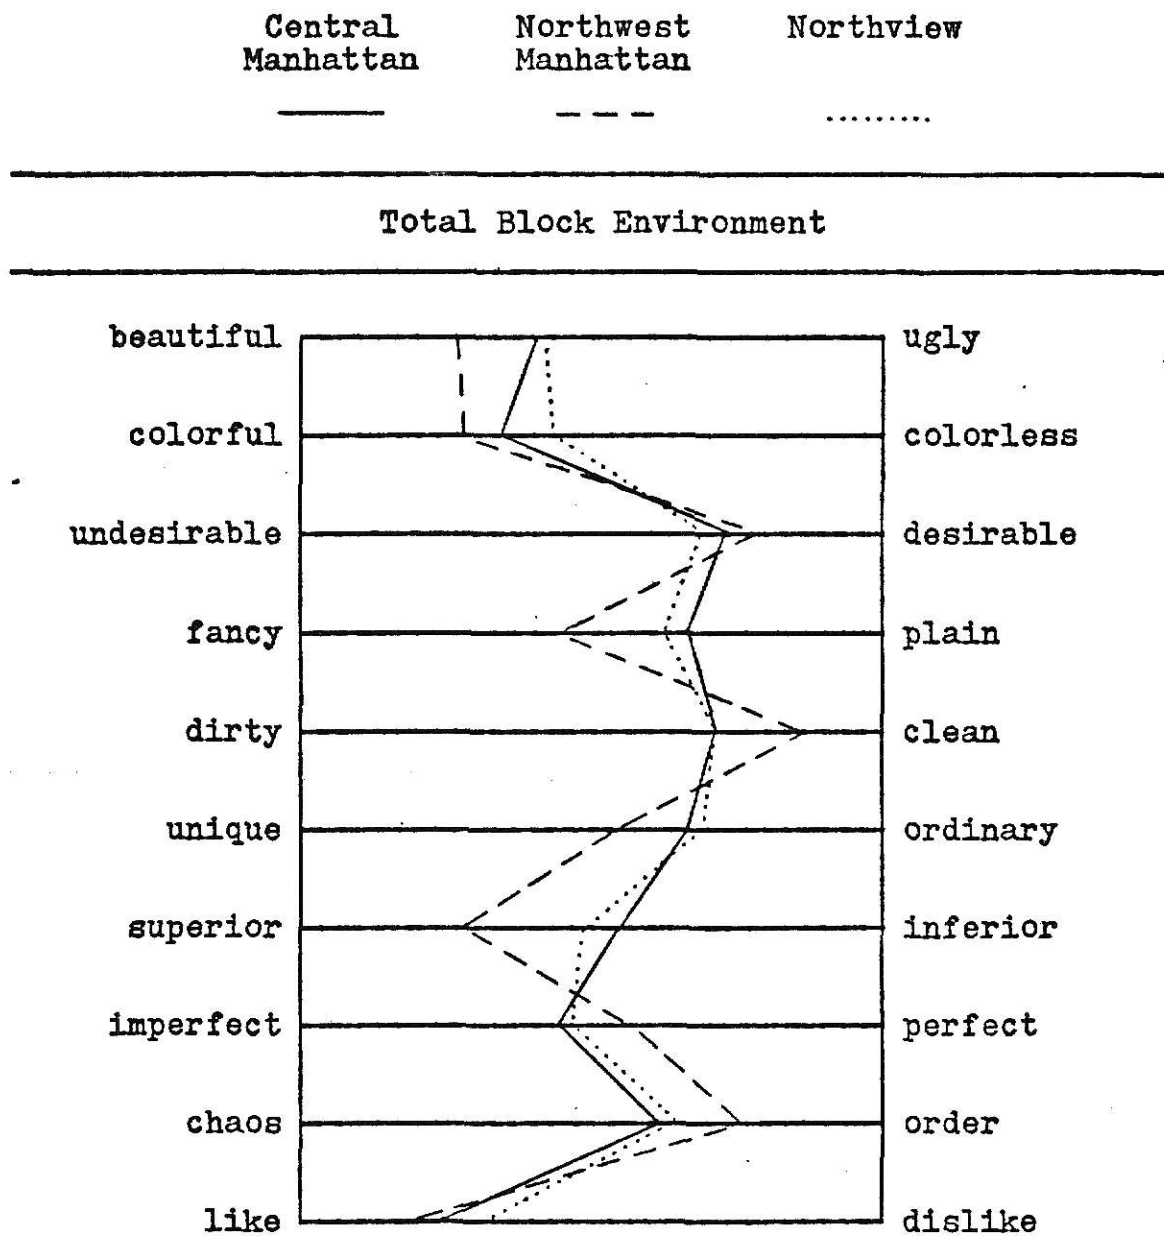 Central Northwest Northview
Manhattan Manhattan
Total Block Environment
beautiful ugly
colorful colorless
undesirable desirable
fancy plain
dirty clean
unique ordinary
superior inferior
imperfect perfect
chaos order
like dislike